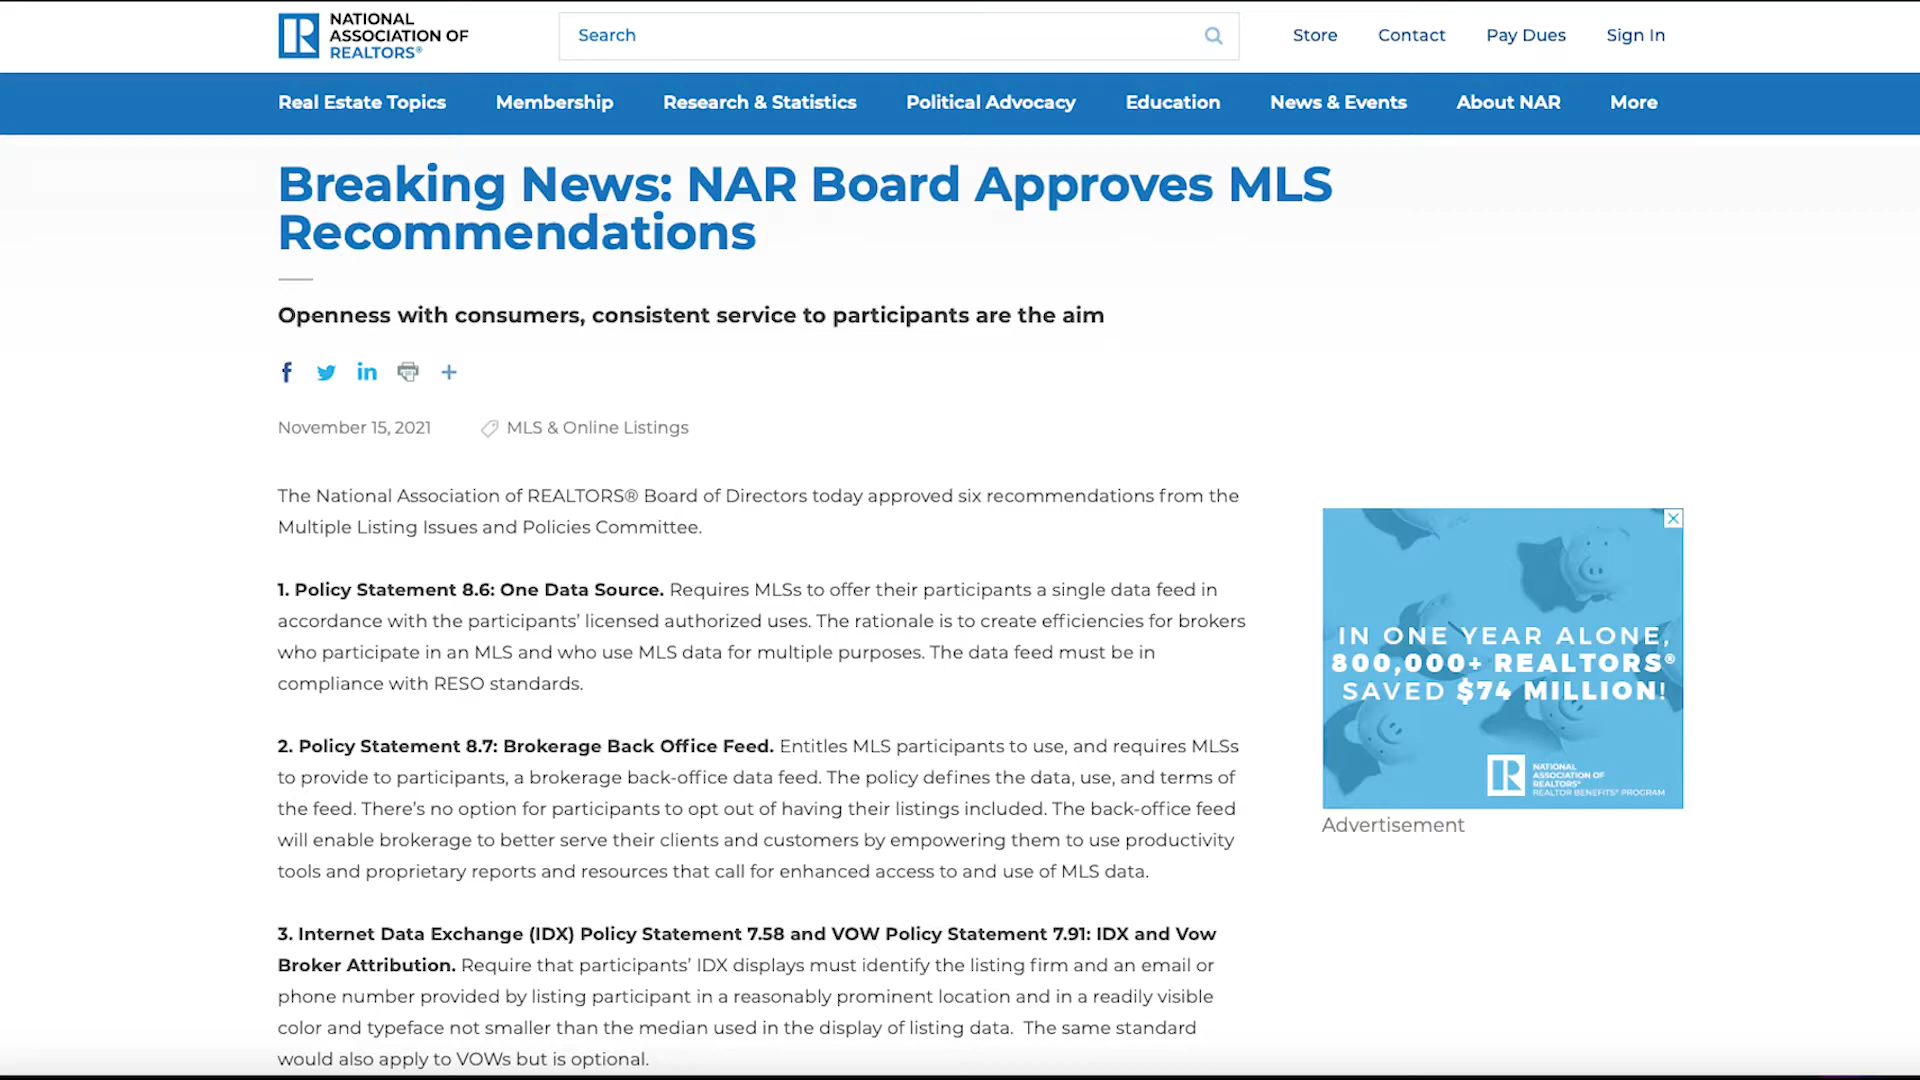 NATIONAL
ASSOCIATION OF
REALTORS®
Search
Store
Contact
Pay Dues
Sign In
Real Estate Topics
Membership
Research & Statistics
Political Advocacy
Education
News & Events
About NAR
More
Breaking News: NAR Board Approves MLS
Recommendations
Openness with consumers, consistent service to participants are the aim
November 15, 2021
MLS & Online Listings
The National Association of REALTORS® Board of Directors today approved six recommendations from the
Multiple Listing Issues and Policies Committee.
1. Policy Statement 8.6: One Data Source. Requires MLSs to offer their participants a single data feed in
accordance with the participants’ licensed authorized uses. The rationale is to create efficiencies for brokers
who participate in an MLS and who use MLS data for multiple purposes. The data feed must be in
compliance with RESO standards.
2. Policy Statement 8.7: Brokerage Back Office Feed. Entitles MLS participants to use, and requires MLSs
to provide to participants, a brokerage back-office data feed. The policy defines the data, use, and terms of
the feed. There’s no option for participants to opt out of having their listings included. The back-office feed
will enable brokerage to better serve their clients and customers by empowering them to use productivity
tools and proprietary reports and resources that call for enhanced access to and use of MLS data.
3. Internet Data Exchange (IDX) Policy Statement 7.58 and VOW Policy Statement 7.91: IDX and Vow
Broker Attribution. Require that participants’ IDX displays must identify the listing firm and an email or
phone number provided by listing participant in a reasonably prominent location and in a readily visible
color and typeface not smaller than the median used in the display of listing data. The same standard
would also apply to VOWs but is optional.
IN ONE YEAR ALONE,
800,000+ REALTORS®
SAVED $74 MILLION!
NATIONAL
ASSOCIATION OF
REALTORS®
REALTOR BENEFITS® PROGRAM
Advertisement